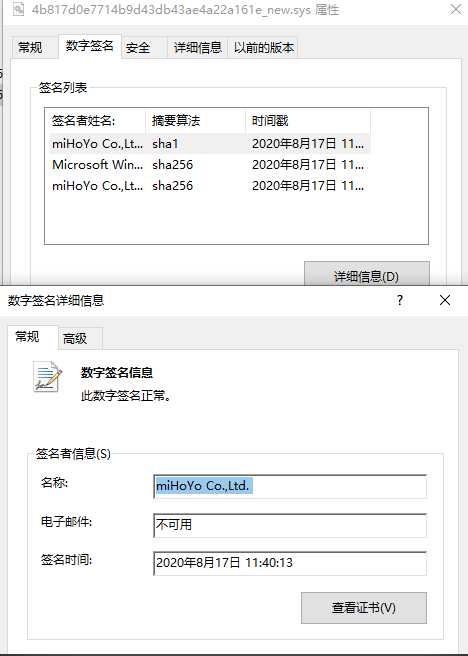 4b817d0e7714b9d43db43ae4a22a161e_new.sys 属性
常规 数字签名 安全 详细信息 以前的版本
签名列表
签名者姓名: 摘要算法 时间戳
miHoYo Co.,Lt... sha1 2020年8月17日 11...
Microsoft Win... sha256 2020年8月17日 11...
miHoYo Co.,Lt... sha256 2020年8月17日 11...
详细信息(D)
数字签名详细信息 ?
常规 高级
数字签名信息
此数字签名正常。
签名者信息(S)
名称: miHoYo Co.,Ltd.
电子邮件: 不可用
签名时间: 2020年8月17日 11:40:13
查看证书(V)